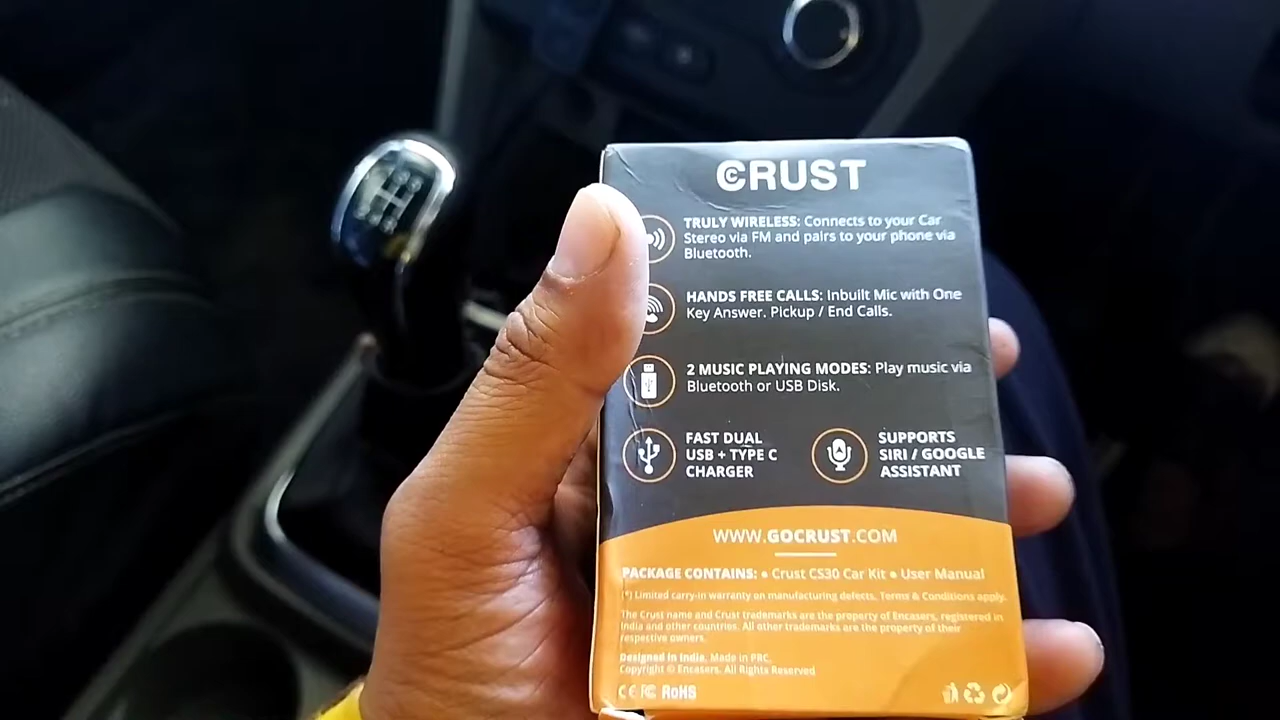 CRUST
TRULY WIRELESS: Connects to your Car
Stereo via FM and pairs to your phone via
Bluetooth.
HANDS FREE CALLS: Inbuilt Mic with One
Key Answer. Pickup / End Calls.
2 MUSIC PLAYING MODES: Play music via
Bluetooth or USB Disk.
FAST DUAL
USB + TYPE C
CHARGER
SUPPORTS
SIRI / GOOGLE
ASSISTANT
WWW.GOCRUST.COM
PACKAGE CONTAINS: • Crust CS30 Car Kit • User Manual
(*) Limited carry-in warranty on manufacturing defects. Terms & Conditions apply.
The Crust name and Crust trademarks are the property of Encasers, registered in
India and other countries. All other trademarks are the property of their
respective owners.
Designed in India. Made in PRC.
Copyright © Encasers. All Rights Reserved
CE FC RoHS